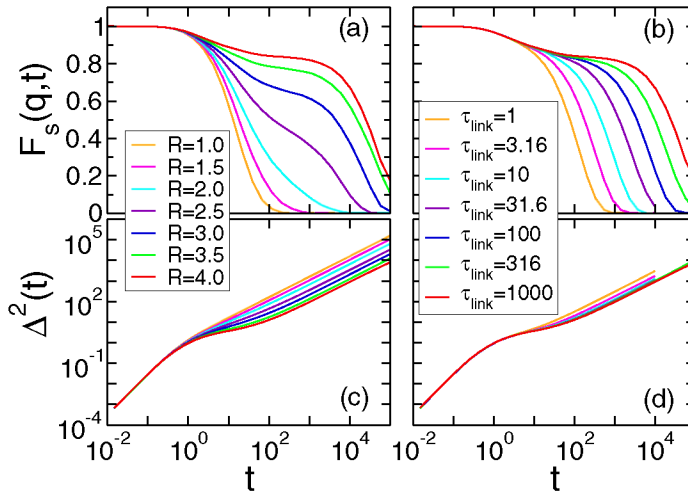 1
0.8
0.6
0.4
0.2
0
F_s(q,t)
(a)
(b)
R=1.0
R=1.5
R=2.0
R=2.5
R=3.0
R=3.5
R=4.0
τ_link=1
τ_link=3.16
τ_link=10
τ_link=31.6
τ_link=100
τ_link=316
τ_link=1000
10^5
10^2
10^-1
10^-4
Δ^2(t)
(c)
(d)
10^-2 10^0 10^2 10^4
10^-2 10^0 10^2 10^4
t
t